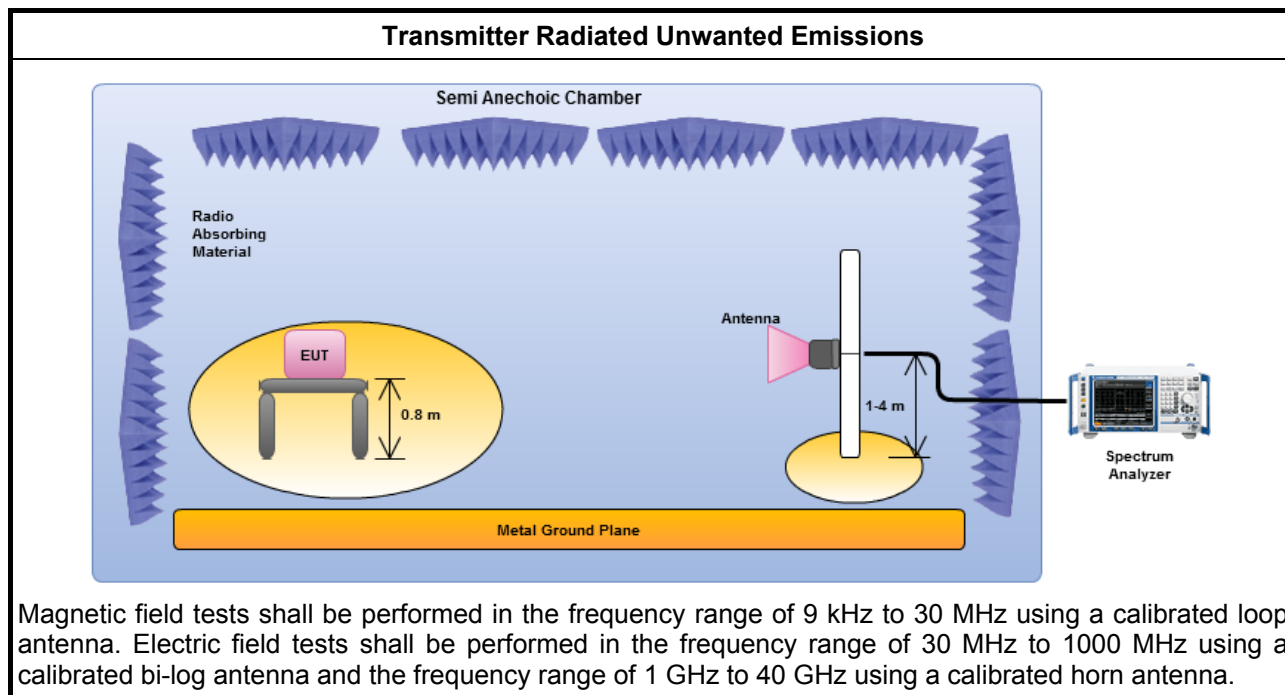 Transmitter Radiated Unwanted Emissions
Semi Anechoic Chamber
Radio
Absorbing
Material
Antenna
EUT
0.8 m
1-4 m
Spectrum
Analyzer
Metal Ground Plane
Magnetic field tests shall be performed in the frequency range of 9 kHz to 30 MHz using a calibrated loop
antenna. Electric field tests shall be performed in the frequency range of 30 MHz to 1000 MHz using a
calibrated bi-log antenna and the frequency range of 1 GHz to 40 GHz using a calibrated horn antenna.